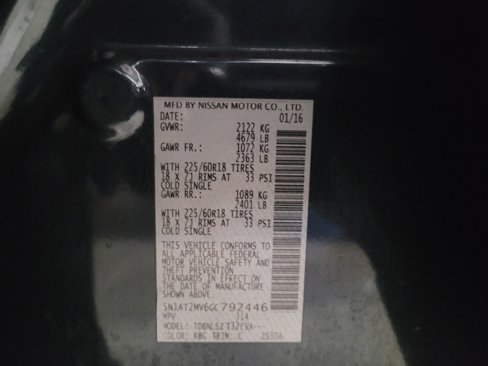 MFD BY NISSAN MOTOR CO., LTD.
DATE: 01/16
GVWR: 2122 KG
4679 LB
GAWR FR.: 1072 KG
2363 LB
WITH 225/60R18 TIRES
18 X 7J RIMS AT 33 PSI
COLD SINGLE
GAWR RR.: 1089 KG
2401 LB
WITH 225/60R18 TIRES
18 X 7J RIMS AT 33 PSI
COLD SINGLE
THIS VEHICLE CONFORMS TO
ALL APPLICABLE FEDERAL
MOTOR VEHICLE SAFETY AND
THEFT PREVENTION
STANDARDS IN EFFECT ON
THE DATE OF MANUFACTURE
SHOWN ABOVE.
5N1AT2MV6GC792446
MPV 314
MODEL:
COLOR: RBG TRIM: C